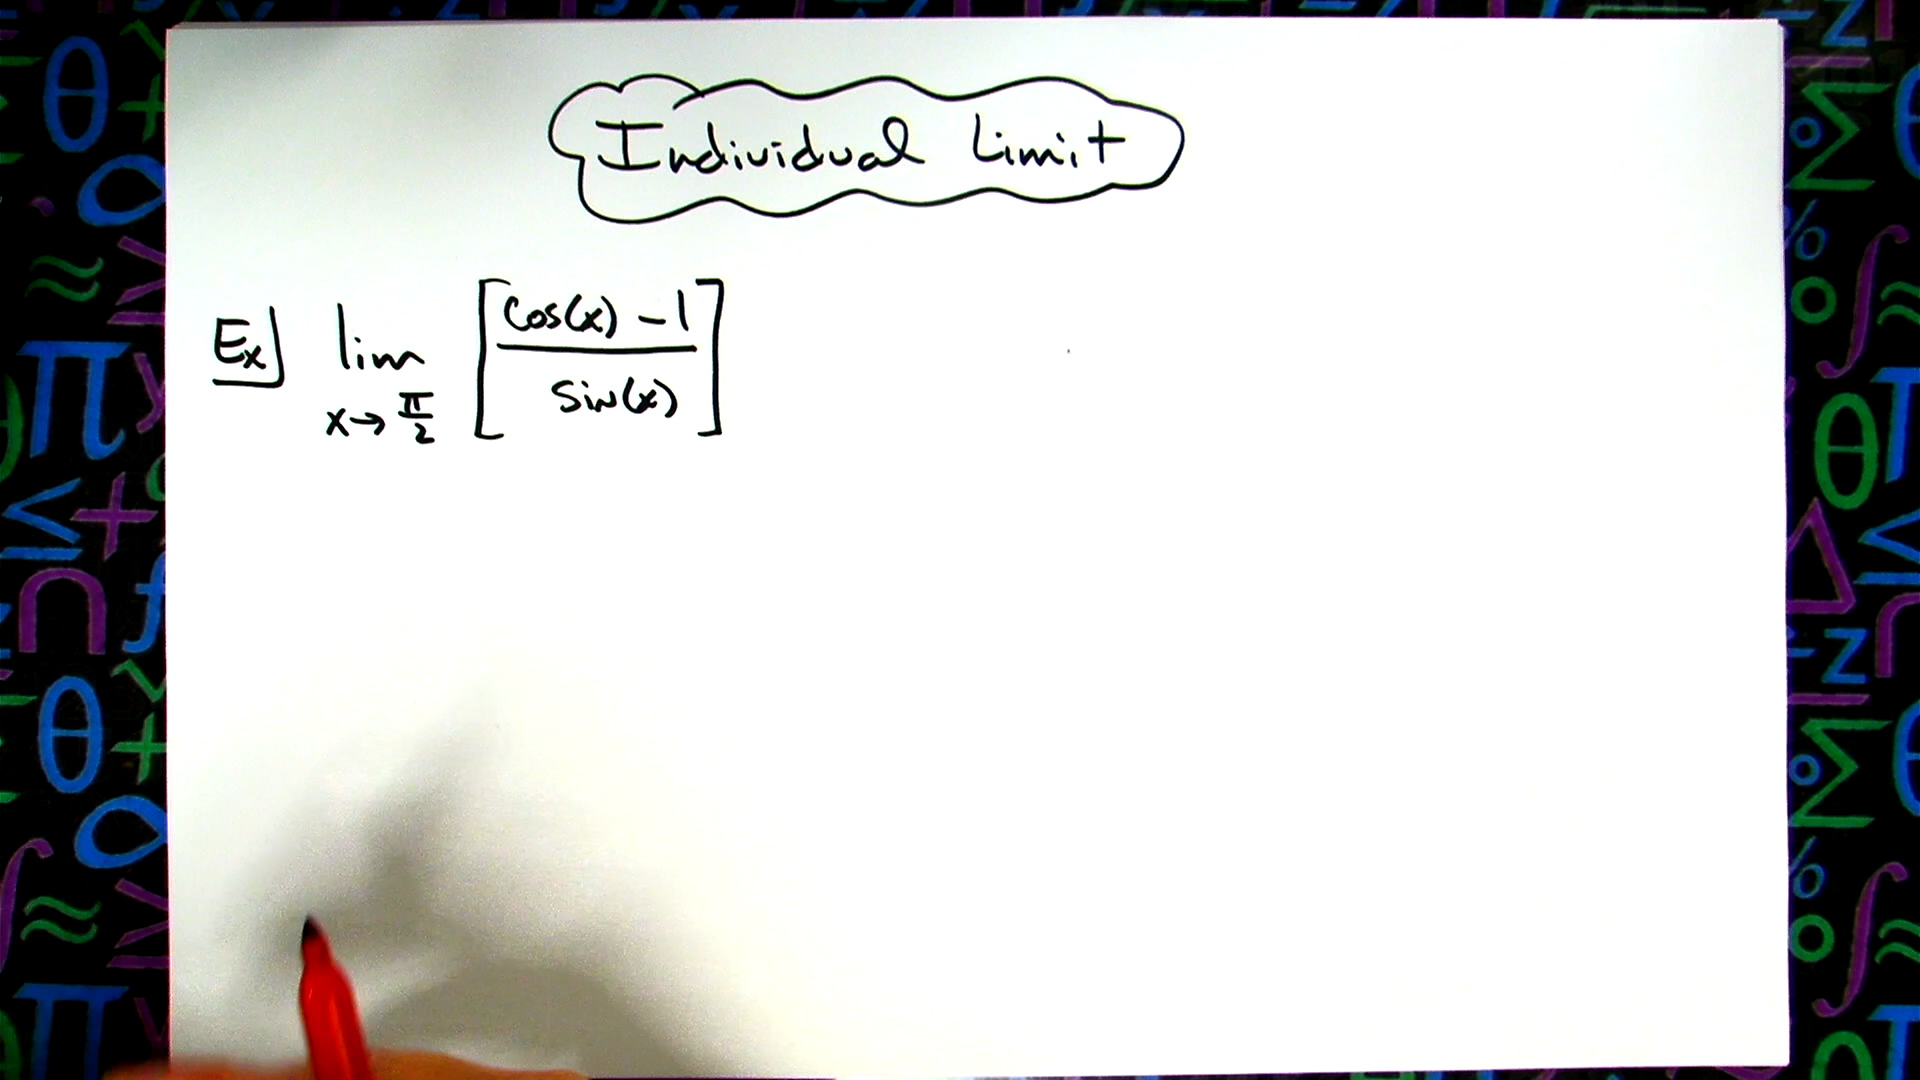 Individual Limit
Ex] lim x→π/2 [(cos(x) - 1)/(sin(x))]